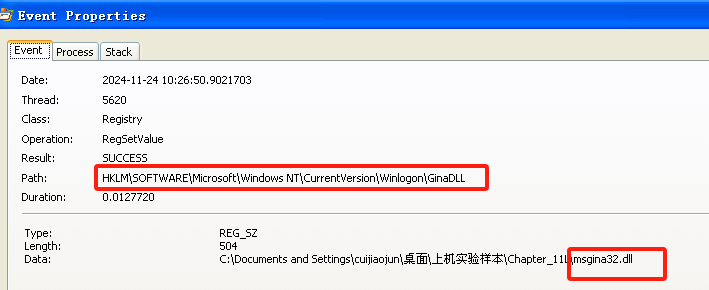 Event Properties
Event Process Stack
Date: 2024-11-24 10:26:50.9021703
Thread: 5620
Class: Registry
Operation: RegSetValue
Result: SUCCESS
Path: HKLM\SOFTWARE\Microsoft\Windows NT\CurrentVersion\Winlogon\GinaDLL
Duration: 0.0127720
Type: REG_SZ
Length: 504
Data: C:\Documents and Settings\cuijiaojun\桌面\上机实验样本\Chapter_11L\msgina32.dll